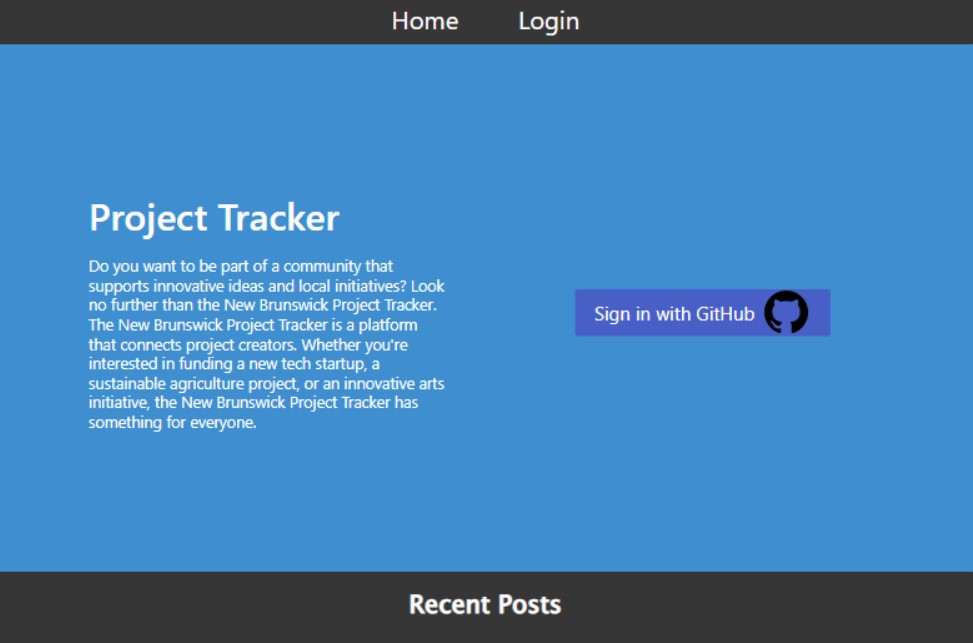 Home Login
Project Tracker
Do you want to be part of a community that
supports innovative ideas and local initiatives? Look
no further than the New Brunswick Project Tracker.
The New Brunswick Project Tracker is a platform
that connects project creators. Whether you're
interested in funding a new tech startup, a
sustainable agriculture project, or an innovative arts
initiative, the New Brunswick Project Tracker has
something for everyone.
Sign in with GitHub
Recent Posts